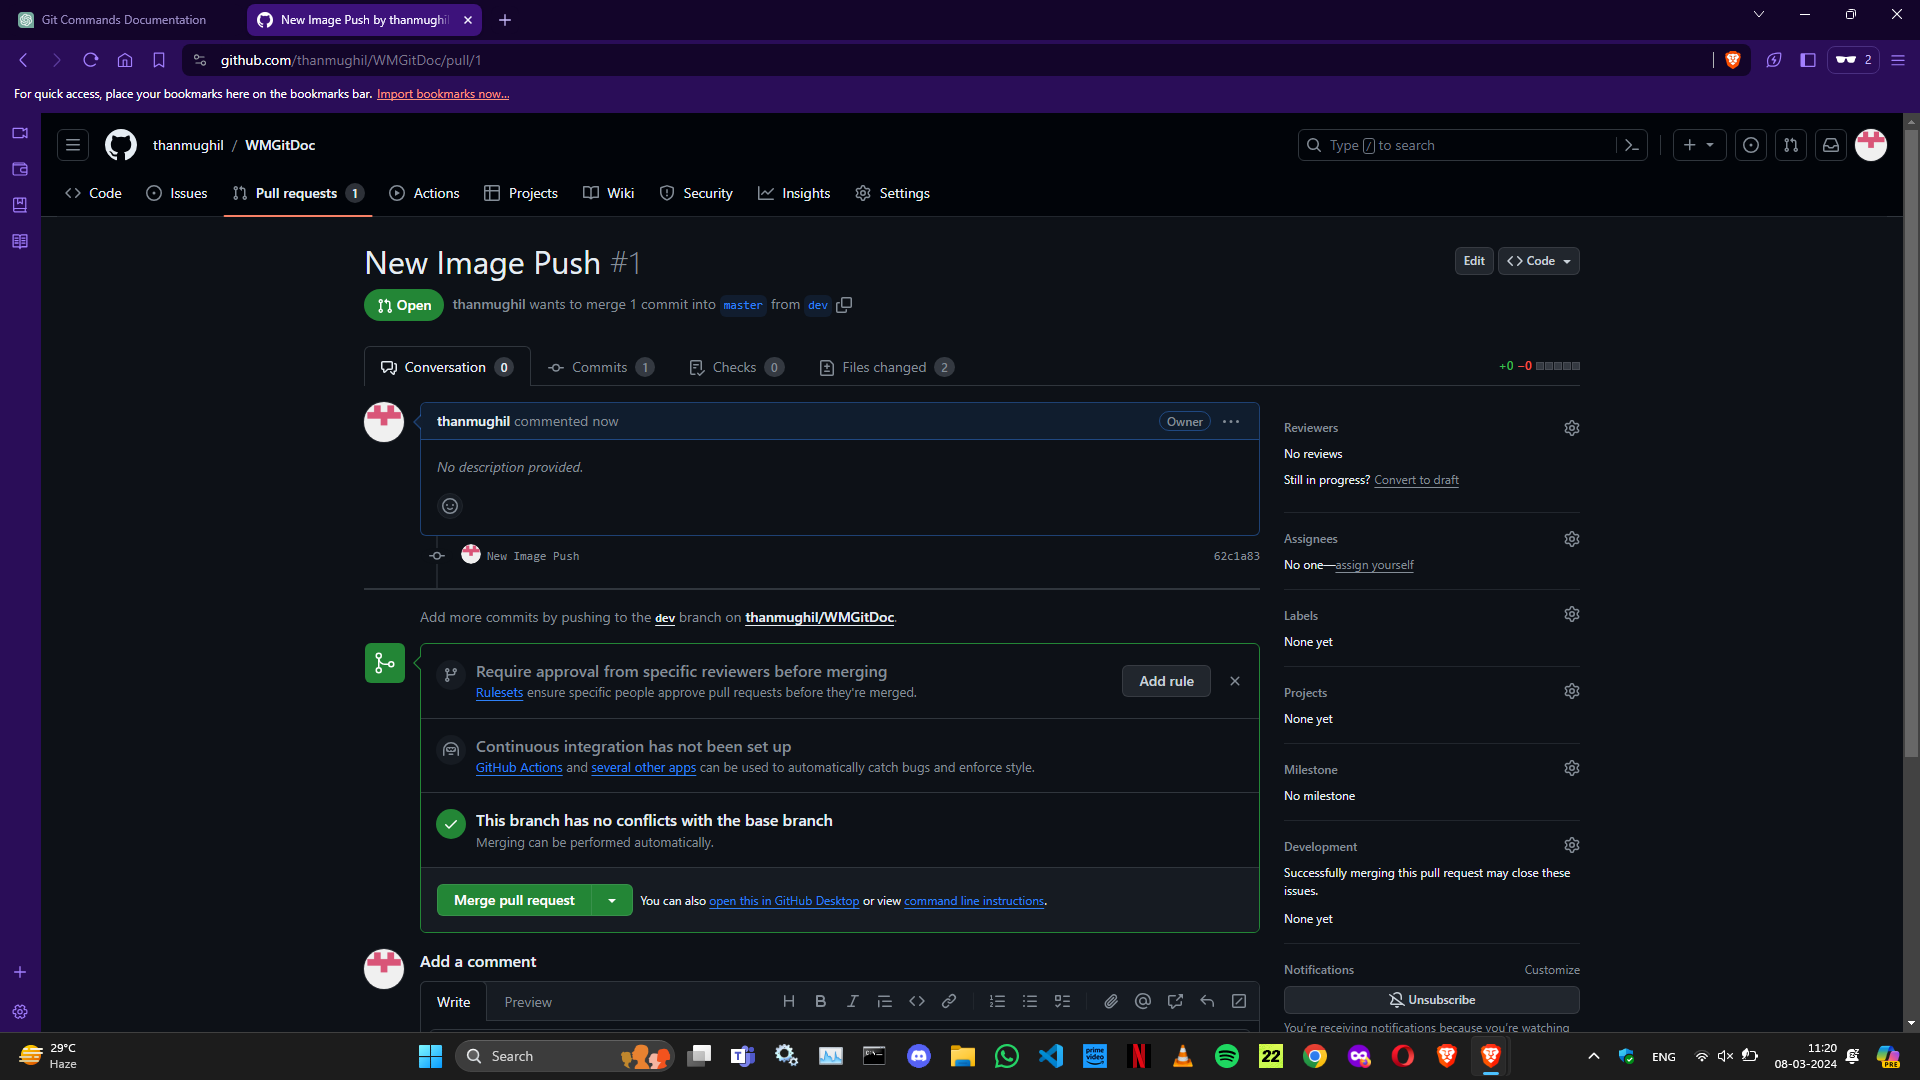 Git Commands Documentation
New Image Push by thanmughil
github.com/thanmughil/WMGitDoc/pull/1
2
For quick access, place your bookmarks here on the bookmarks bar. Import bookmarks now...
thanmughil / WMGitDoc
Type / to search
Code
Issues
Pull requests 1
Actions
Projects
Wiki
Security
Insights
Settings
New Image Push #1
Edit
<> Code
Open
thanmughil wants to merge 1 commit into master from dev
Conversation 0
Commits 1
Checks 0
Files changed 2
+0 −0
thanmughil commented now
Owner
No description provided.
New Image Push
62c1a83
Add more commits by pushing to the dev branch on thanmughil/WMGitDoc.
Require approval from specific reviewers before merging
Rulesets ensure specific people approve pull requests before they're merged.
Add rule
Continuous integration has not been set up
GitHub Actions and several other apps can be used to automatically catch bugs and enforce style.
This branch has no conflicts with the base branch
Merging can be performed automatically.
Merge pull request
You can also open this in GitHub Desktop or view command line instructions.
Add a comment
Write
Preview
H B I
Reviewers
No reviews
Still in progress? Convert to draft
Assignees
No one—assign yourself
Labels
None yet
Projects
None yet
Milestone
No milestone
Development
Successfully merging this pull request may close these
issues.
None yet
Notifications
Customize
Unsubscribe
You're receiving notifications because you're watching
29°C
Haze
Search
prime
video
N
22
ENG
11:20
08-03-2024
PRE